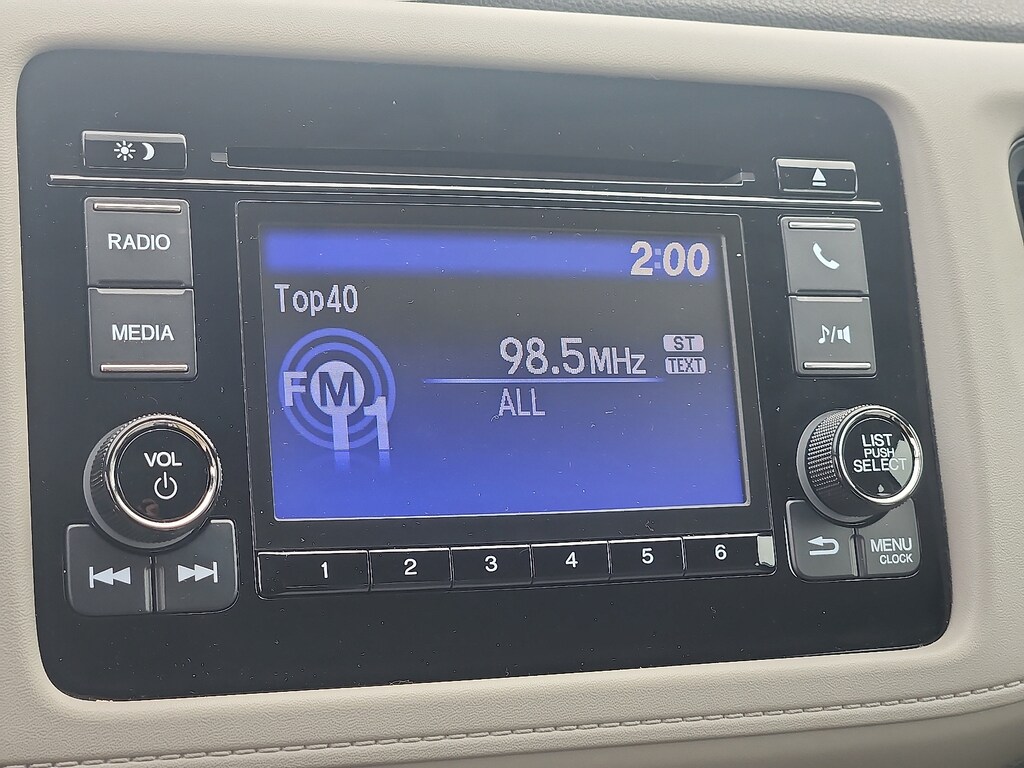 RADIO
MEDIA
VOL
2:00
Top40
FM1
98.5MHz
ST
TEXT
ALL
1 2 3 4 5 6
LIST
PUSH
SELECT
MENU
CLOCK